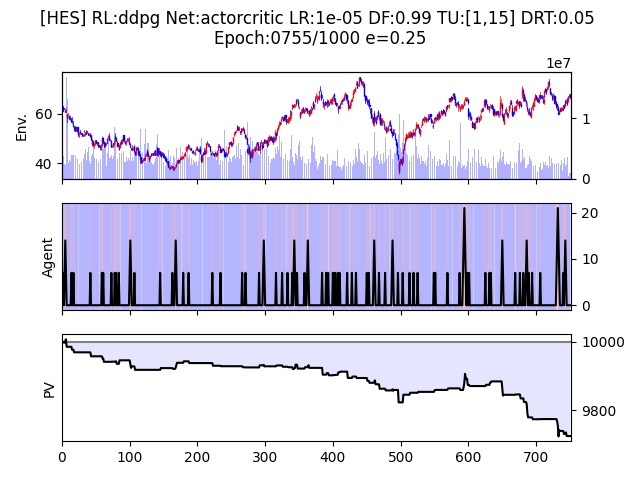 [HES] RL:ddpg Net:actorcritic LR:1e-05 DF:0.99 TU:[1,15] DRT:0.05
Epoch:0755/1000 e=0.25
1e7
Env.
60
40
1
0
Agent
20
10
0
PV
10000
9800
0 100 200 300 400 500 600 700